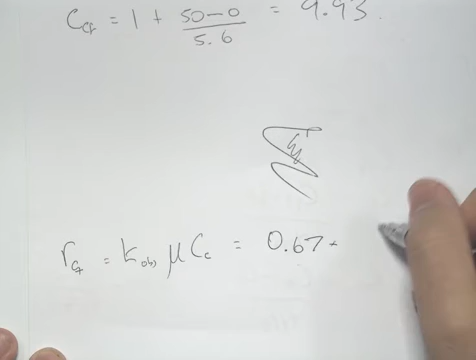 C_G = 1 + (50-0)/5.6 = 9.93.
r_G = k_obs μ C_c = 0.67 *